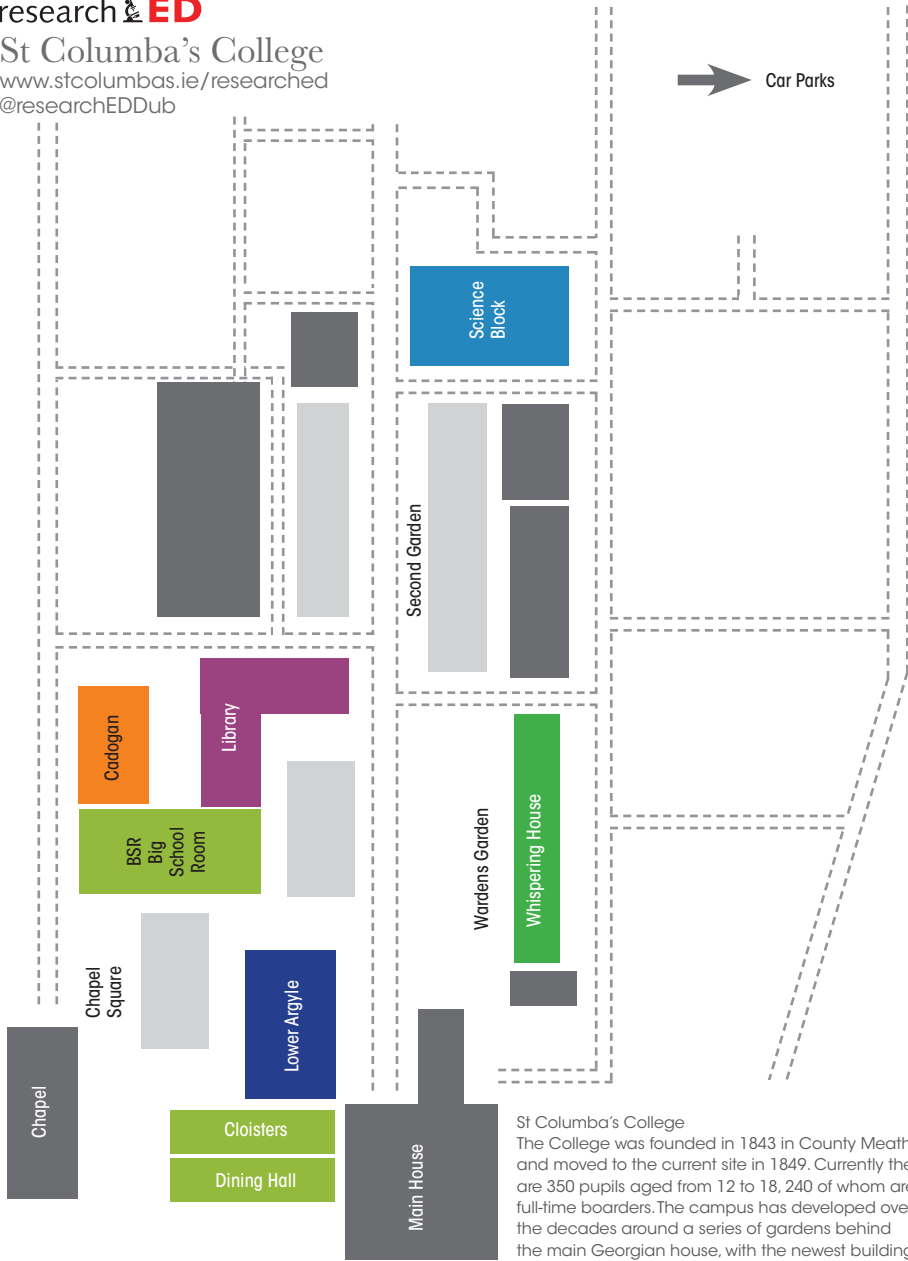 research ED
St Columba's College
www.stcolumbas.ie/researched
@researchEDDub
Car Parks
Science
Block
Second Garden
Cadogan
Library
BSR
Big
School
Room
Wardens Garden
Whispering House
Chapel
Square
Lower Argyle
Chapel
Cloisters
Dining Hall
Main House
St Columba's College
The College was founded in 1843 in County Meath
and moved to the current site in 1849. Currently the
are 350 pupils aged from 12 to 18, 240 of whom are
full-time boarders. The campus has developed ove
the decades around a series of gardens behind
the main Georgian house, with the newest building